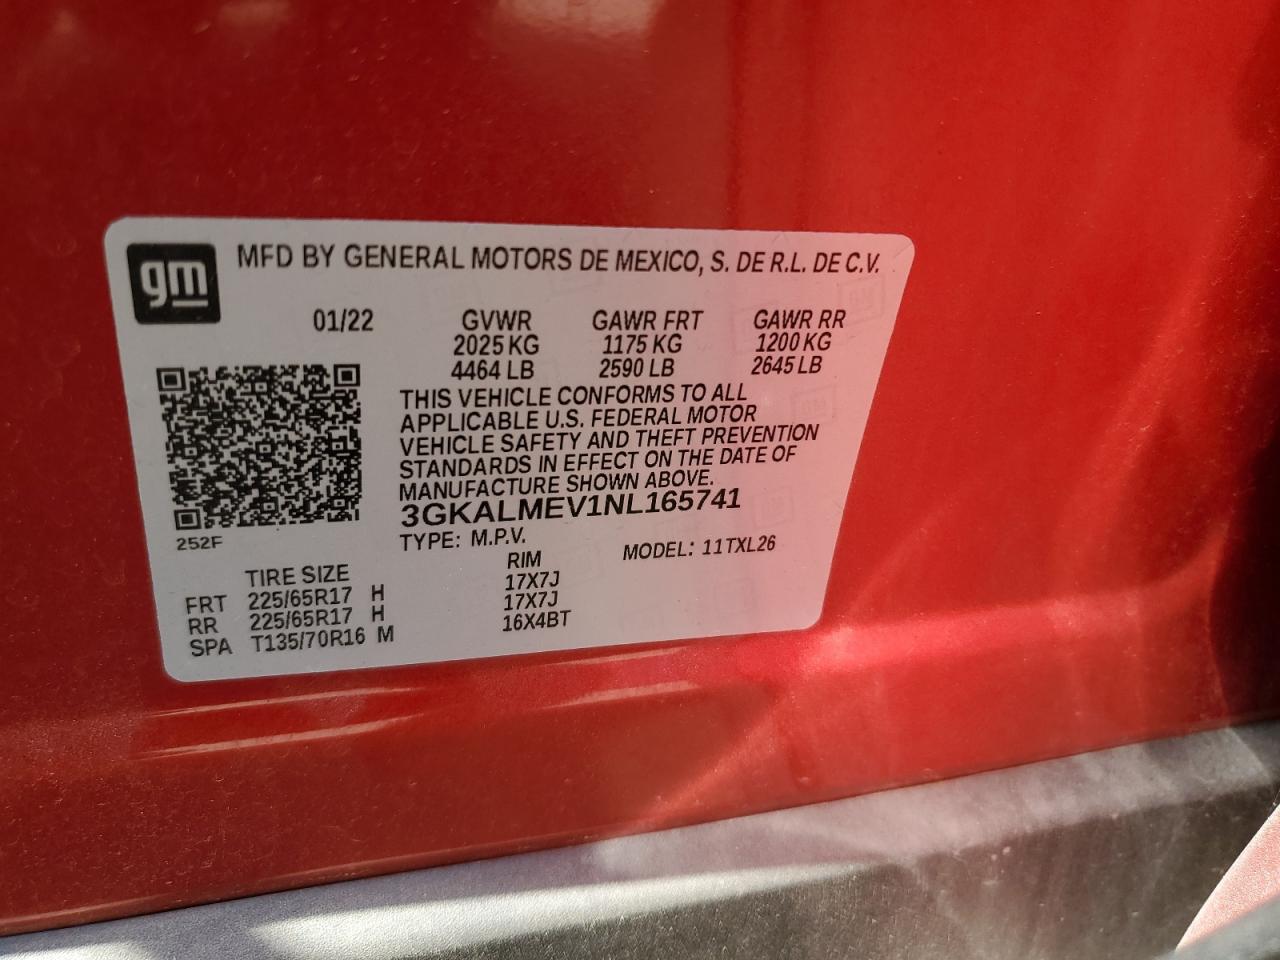 gm
MFD BY GENERAL MOTORS DE MEXICO, S. DE R.L. DE C.V.
01/22 GVWR GAWR FRT GAWR RR
2025 KG 1175 KG 1200 KG
4464 LB 2590 LB 2645 LB
THIS VEHICLE CONFORMS TO ALL
APPLICABLE U.S. FEDERAL MOTOR
VEHICLE SAFETY AND THEFT PREVENTION
STANDARDS IN EFFECT ON THE DATE OF
MANUFACTURE SHOWN ABOVE.
3GKALMEV1NL165741
252F
TYPE: M.P.V. MODEL: 11TXL26
TIRE SIZE RIM
FRT 225/65R17 H 17X7J
RR 225/65R17 H 17X7J
SPA T135/70R16 M 16X4BT